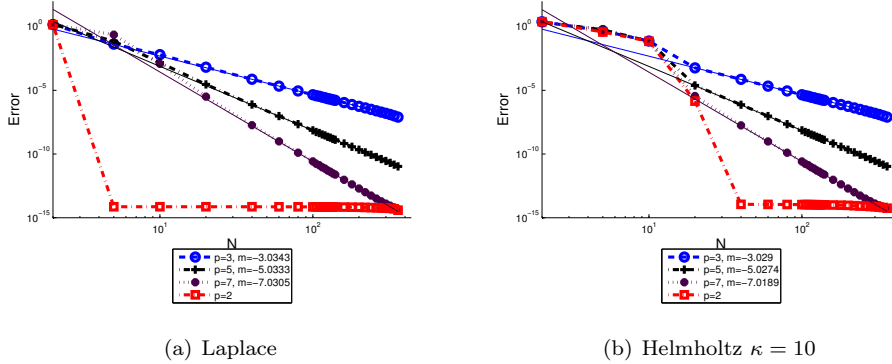 10^0
10^−5
10^−10
10^−15
Error
10^1
10^2
N
p=3, m=−3.0343
p=5, m=−5.0333
p=7, m=−7.0305
p=2
(a) Laplace
10^0
10^−5
10^−10
10^−15
Error
10^1
10^2
N
p=3, m=−3.029
p=5, m=−5.0274
p=7, m=−7.0189
p=2
(b) Helmholtz κ = 10